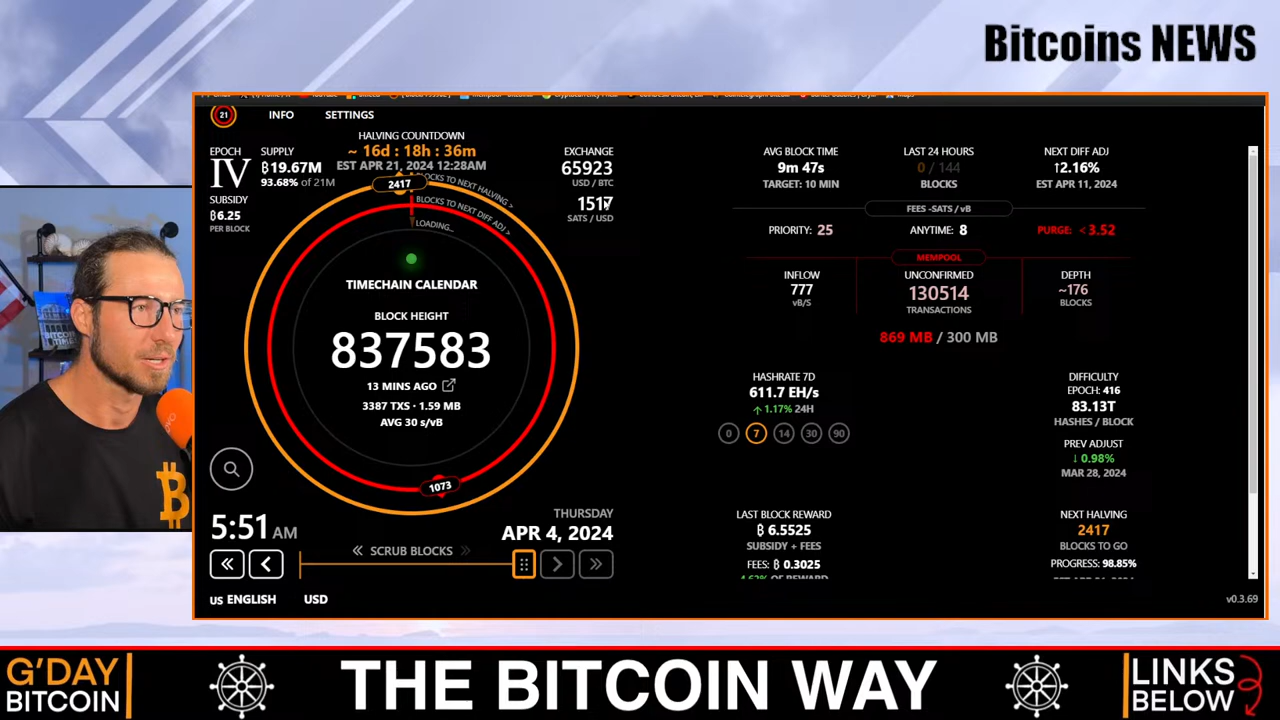 Bitcoins NEWS
21
INFO
SETTINGS
HALVING COUNTDOWN
~ 16d : 18h : 36m
EST APR 21, 2024 12:28AM
EPOCH
IV
SUPPLY
₿19.67M
93.68% of 21M
SUBSIDY
₿6.25
PER BLOCK
EXCHANGE
65923
USD / BTC
1517
SATS / USD
2417
BLOCKS TO NEXT HALVING >
BLOCKS TO NEXT DIFF ADJ >
LOADING...
TIMECHAIN CALENDAR
BLOCK HEIGHT
837583
13 MINS AGO
3387 TXS · 1.59 MB
AVG 30 s/vB
1073
5:51 AM
THURSDAY
APR 4, 2024
SCRUB BLOCKS
US ENGLISH
USD
AVG BLOCK TIME
9m 47s
TARGET: 10 MIN
LAST 24 HOURS
0 / 144
BLOCKS
NEXT DIFF ADJ
↑2.16%
EST APR 11, 2024
FEES -SATS / vB
PRIORITY: 25
ANYTIME: 8
PURGE: < 3.52
MEMPOOL
INFLOW
777
vB/S
UNCONFIRMED
130514
TRANSACTIONS
DEPTH
~176
BLOCKS
869 MB / 300 MB
HASHRATE 7D
611.7 EH/s
↑ 1.17% 24H
0 7 14 30 90
DIFFICULTY
EPOCH: 416
83.13T
HASHES / BLOCK
PREV ADJUST
↓ 0.98%
MAR 28, 2024
LAST BLOCK REWARD
₿ 6.5525
SUBSIDY + FEES
FEES: ₿ 0.3025
NEXT HALVING
2417
BLOCKS TO GO
PROGRESS: 98.85%
v0.3.69
G'DAY
BITCOIN
THE BITCOIN WAY
LINKS
BELOW